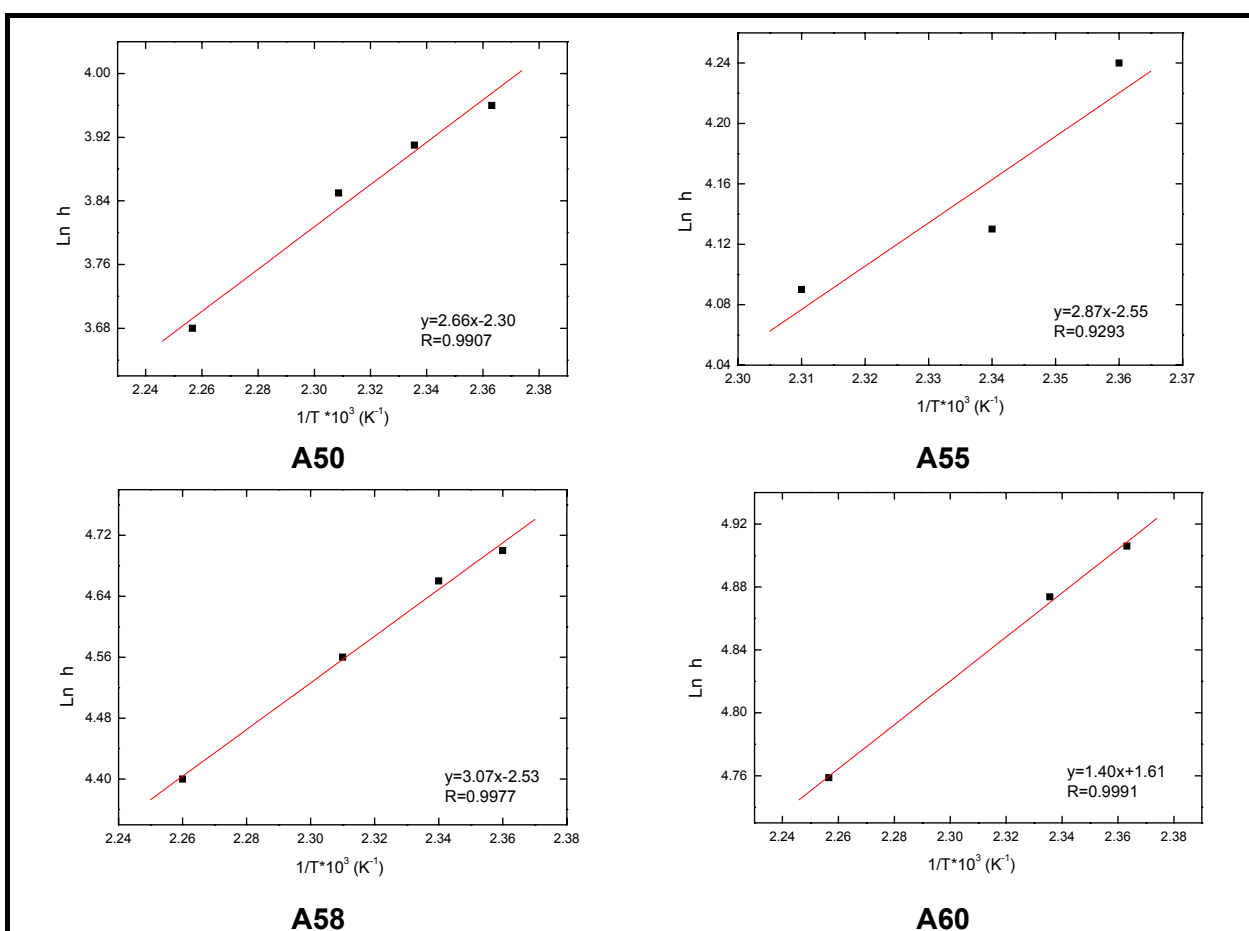 4.00
3.92
3.84
3.76
3.68
Ln h
2.24 2.26 2.28 2.30 2.32 2.34 2.36 2.38
1/T *10³ (K⁻¹)
y=2.66x-2.30
R=0.9907
A50
4.24
4.20
4.16
4.12
4.08
4.04
Ln h
2.30 2.31 2.32 2.33 2.34 2.35 2.36 2.37
1/T*10³ (K⁻¹)
y=2.87x-2.55
R=0.9293
A55
4.72
4.64
4.56
4.48
4.40
Ln h
2.24 2.26 2.28 2.30 2.32 2.34 2.36 2.38
1/T*10³ (K⁻¹)
y=3.07x-2.53
R=0.9977
A58
4.92
4.88
4.84
4.80
4.76
Ln h
2.24 2.26 2.28 2.30 2.32 2.34 2.36 2.38
1/T*10³ (K⁻¹)
y=1.40x+1.61
R=0.9991
A60